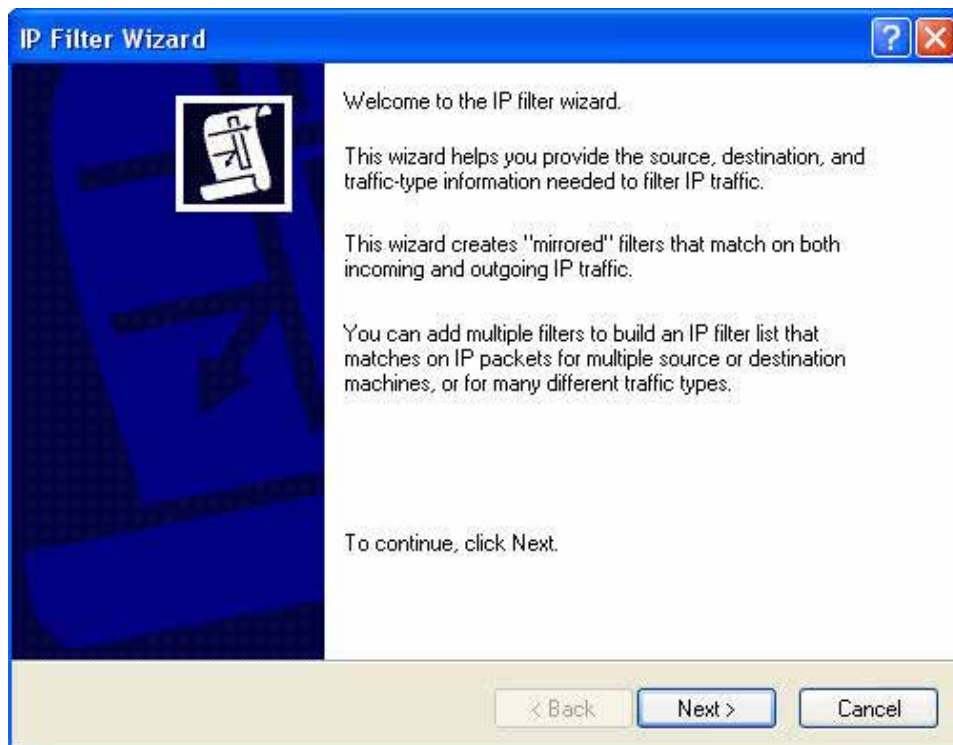 IP Filter Wizard
Welcome to the IP filter wizard.
This wizard helps you provide the source, destination, and
traffic-type information needed to filter IP traffic.
This wizard creates "mirrored" filters that match on both
incoming and outgoing IP traffic.
You can add multiple filters to build an IP filter list that
matches on IP packets for multiple source or destination
machines, or for many different traffic types.
To continue, click Next.
< Back
Next >
Cancel